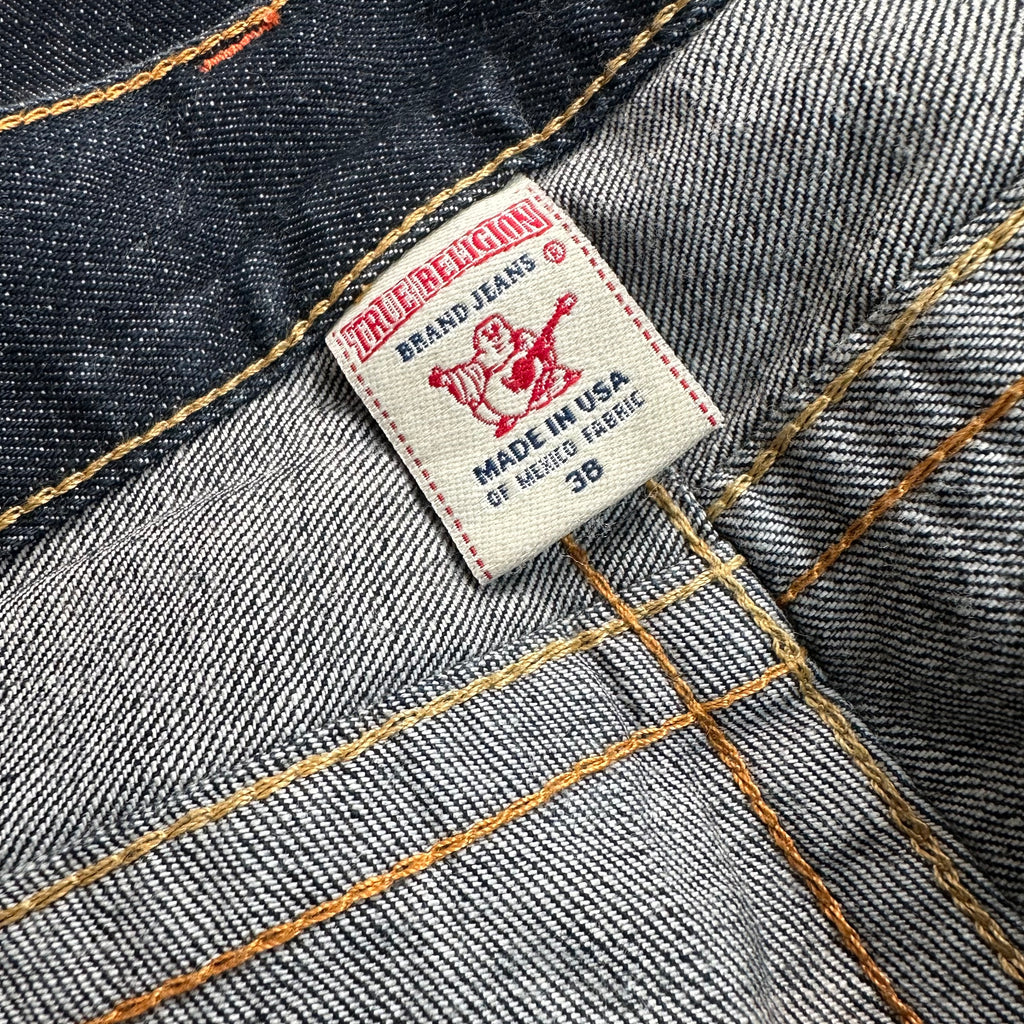 TRUE RELIGION
BRAND JEANS ®
MADE IN USA
OF MEXICO FABRIC
38